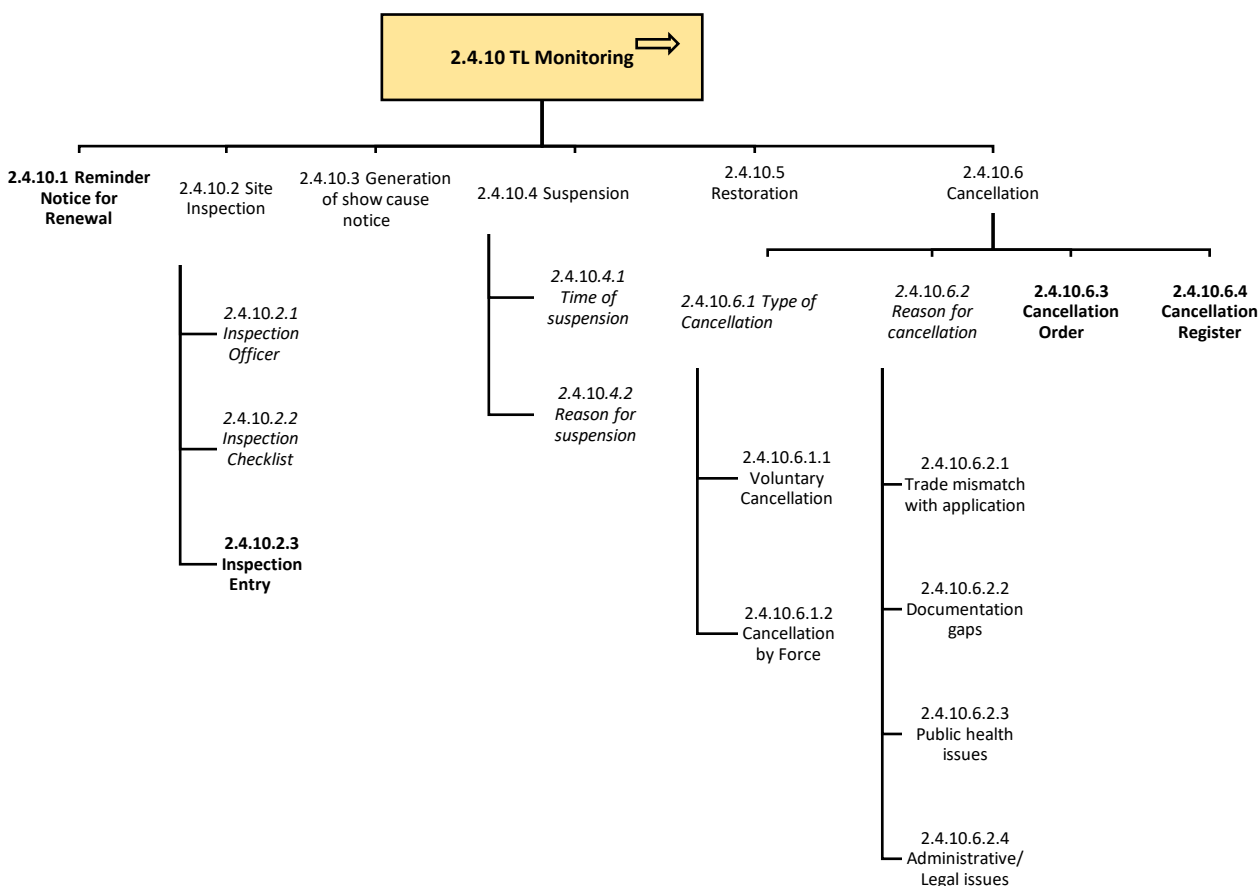 2.4.10 TL Monitoring
2.4.10.1 Reminder
Notice for
Renewal
2.4.10.2 Site
Inspection
2.4.10.3 Generation
of show cause
notice
2.4.10.4 Suspension
2.4.10.5
Restoration
2.4.10.6
Cancellation
2.4.10.2.1
Inspection
Officer
2.4.10.2.2
Inspection
Checklist
2.4.10.2.3
Inspection
Entry
2.4.10.4.1
Time of
suspension
2.4.10.4.2
Reason for
suspension
2.4.10.6.1 Type of
Cancellation
2.4.10.6.2
Reason for
cancellation
2.4.10.6.3
Cancellation
Order
2.4.10.6.4
Cancellation
Register
2.4.10.6.1.1
Voluntary
Cancellation
2.4.10.6.1.2
Cancellation
by Force
2.4.10.6.2.1
Trade mismatch
with application
2.4.10.6.2.2
Documentation
gaps
2.4.10.6.2.3
Public health
issues
2.4.10.6.2.4
Administrative/
Legal issues